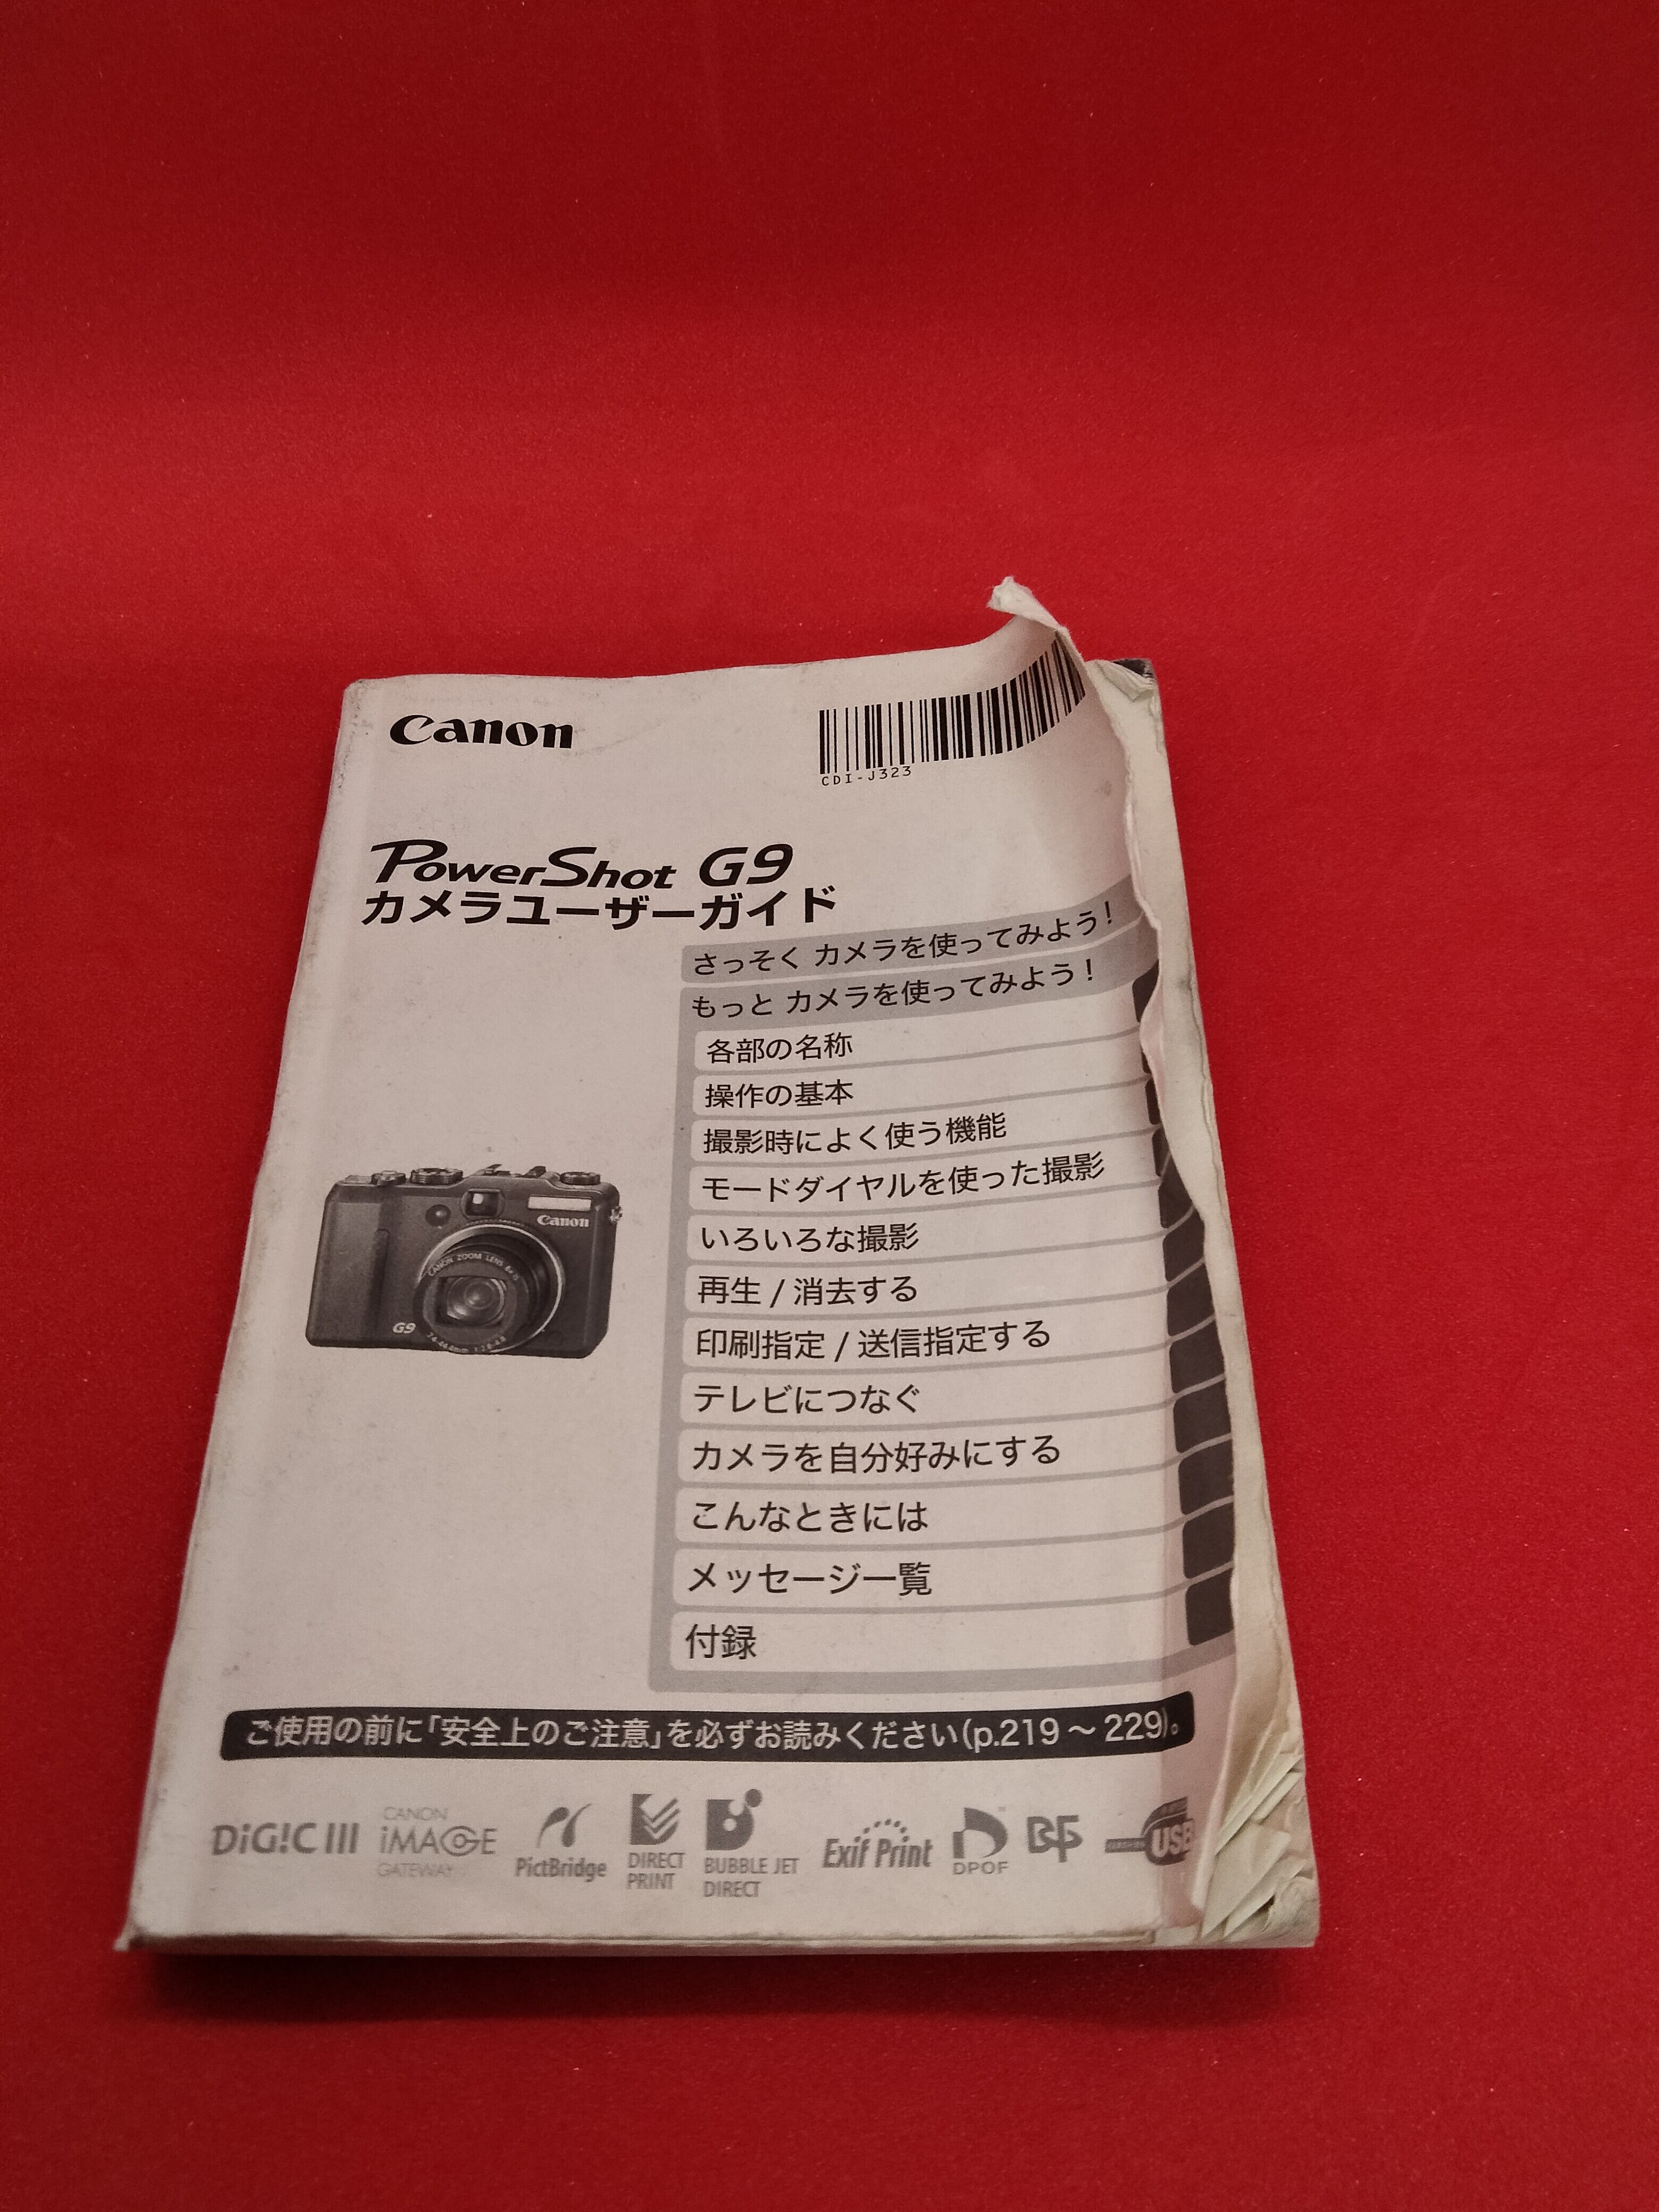 Canon
CDI-J323
PowerShot G9
カメラユーザーガイド
さっそく カメラを使ってみよう!
もっと カメラを使ってみよう!
各部の名称
操作の基本
撮影時によく使う機能
モードダイヤルを使った撮影
いろいろな撮影
再生 / 消去する
印刷指定 / 送信指定する
テレビにつなぐ
カメラを自分好みにする
こんなときには
メッセージ一覧
付録
Canon
CANON ZOOM LENS
G9
ご使用の前に「安全上のご注意」を必ずお読みください(p.219 ~ 229)。
DiG!C III
CANON iMAGE GATEWAY
PictBridge
DIRECT PRINT
BUBBLE JET DIRECT
Exif Print
DPOF
BF
USB